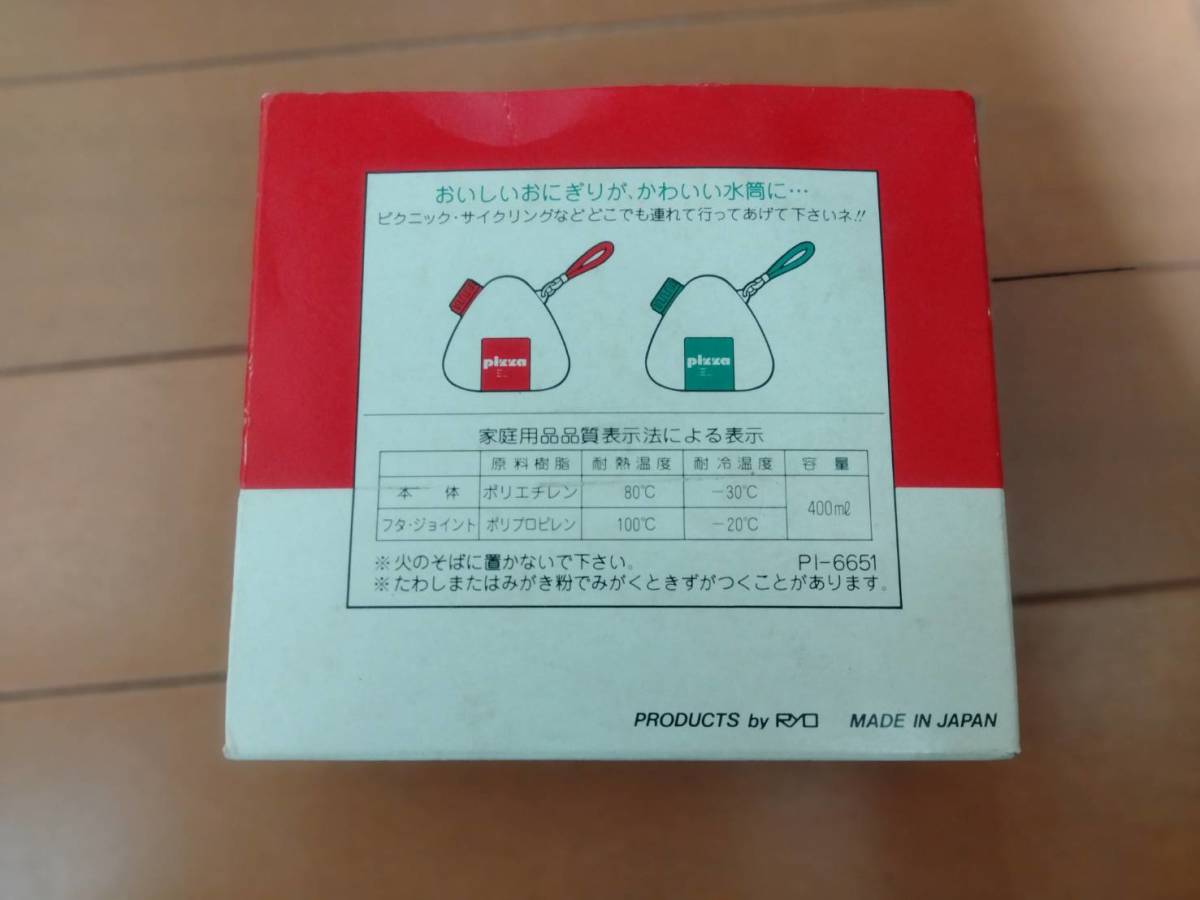 おいしいおにぎりが、かわいい水筒に…
ピクニック・サイクリングなどどこでも連れて行ってあげて下さいネ!!
pizza pizza
家庭用品品質表示法による表示
原料樹脂 耐熱温度 耐冷温度 容量
本体 ポリエチレン 80℃ −30℃ 400mℓ
フタ・ジョイント ポリプロピレン 100℃ −20℃
※火のそばに置かないで下さい。 PI-6651
※たわしまたはみがき粉でみがくときずがつくことがあります。
PRODUCTS by RYO MADE IN JAPAN